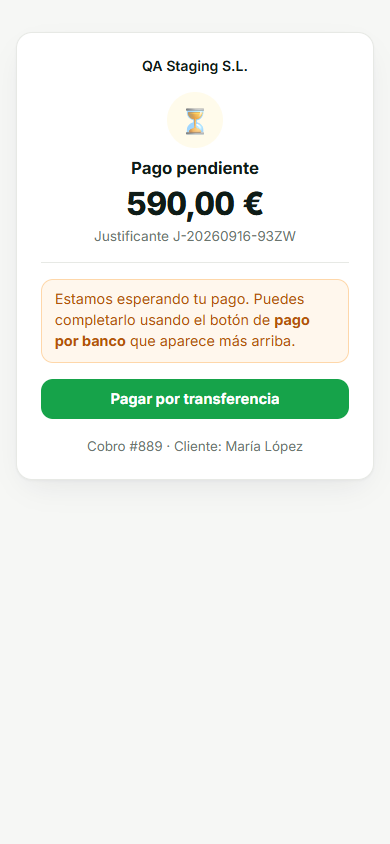 QA Staging S.L.
Pago pendiente
590,00 €
Justificante J-20260916-93ZW
Estamos esperando tu pago. Puedes
completarlo usando el botón de pago
por banco que aparece más arriba.
Pagar por transferencia
Cobro #889 · Cliente: María López